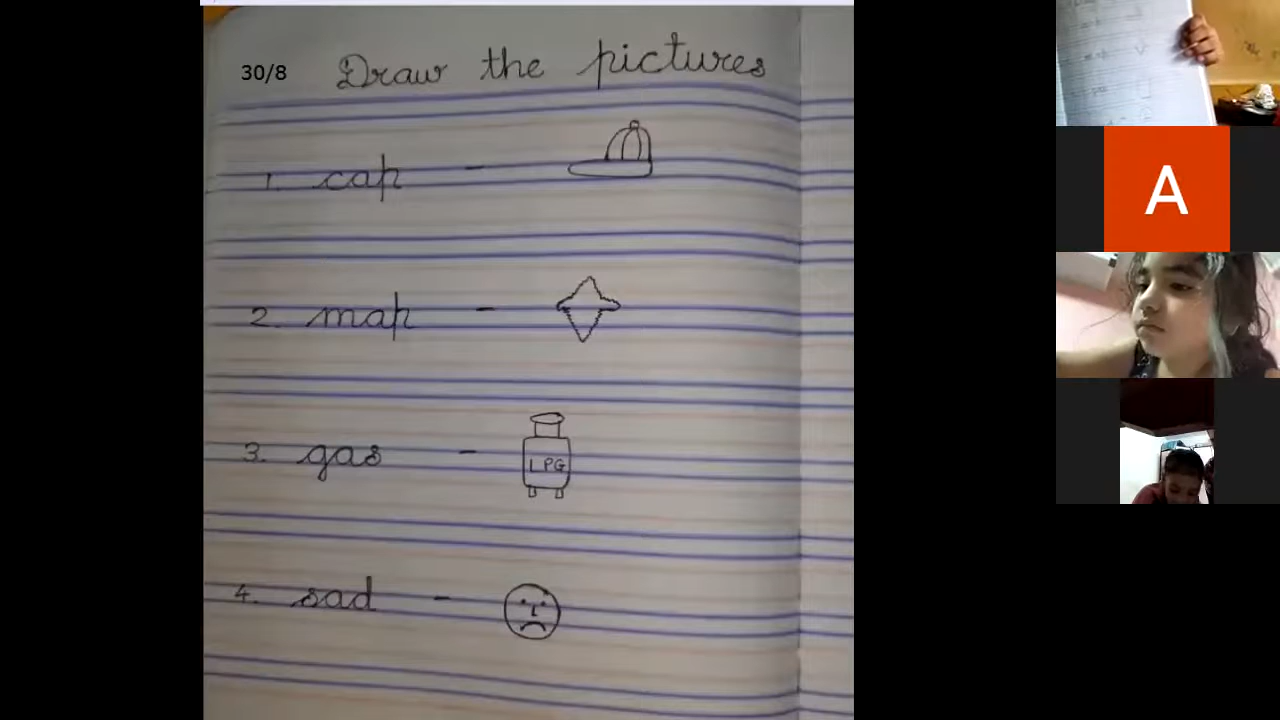 30/8 Draw the pictures
1. cap -
2. map -
3. gas -
LPG
4. sad -
A